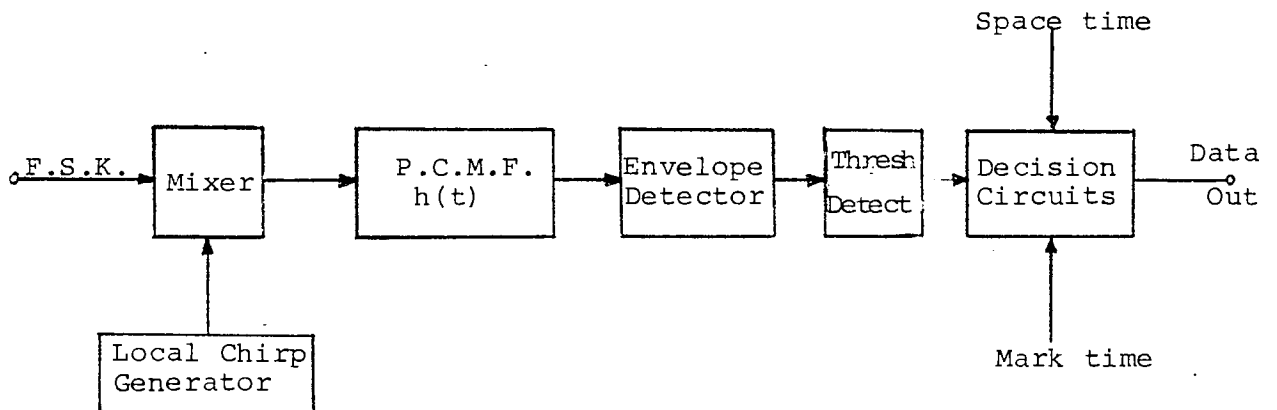 Space time
F.S.K.
Mixer
P.C.M.F.
h(t)
Envelope
Detector
Thresh
Detect
Decision
Circuits
Data
Out
Local Chirp
Generator
Mark time